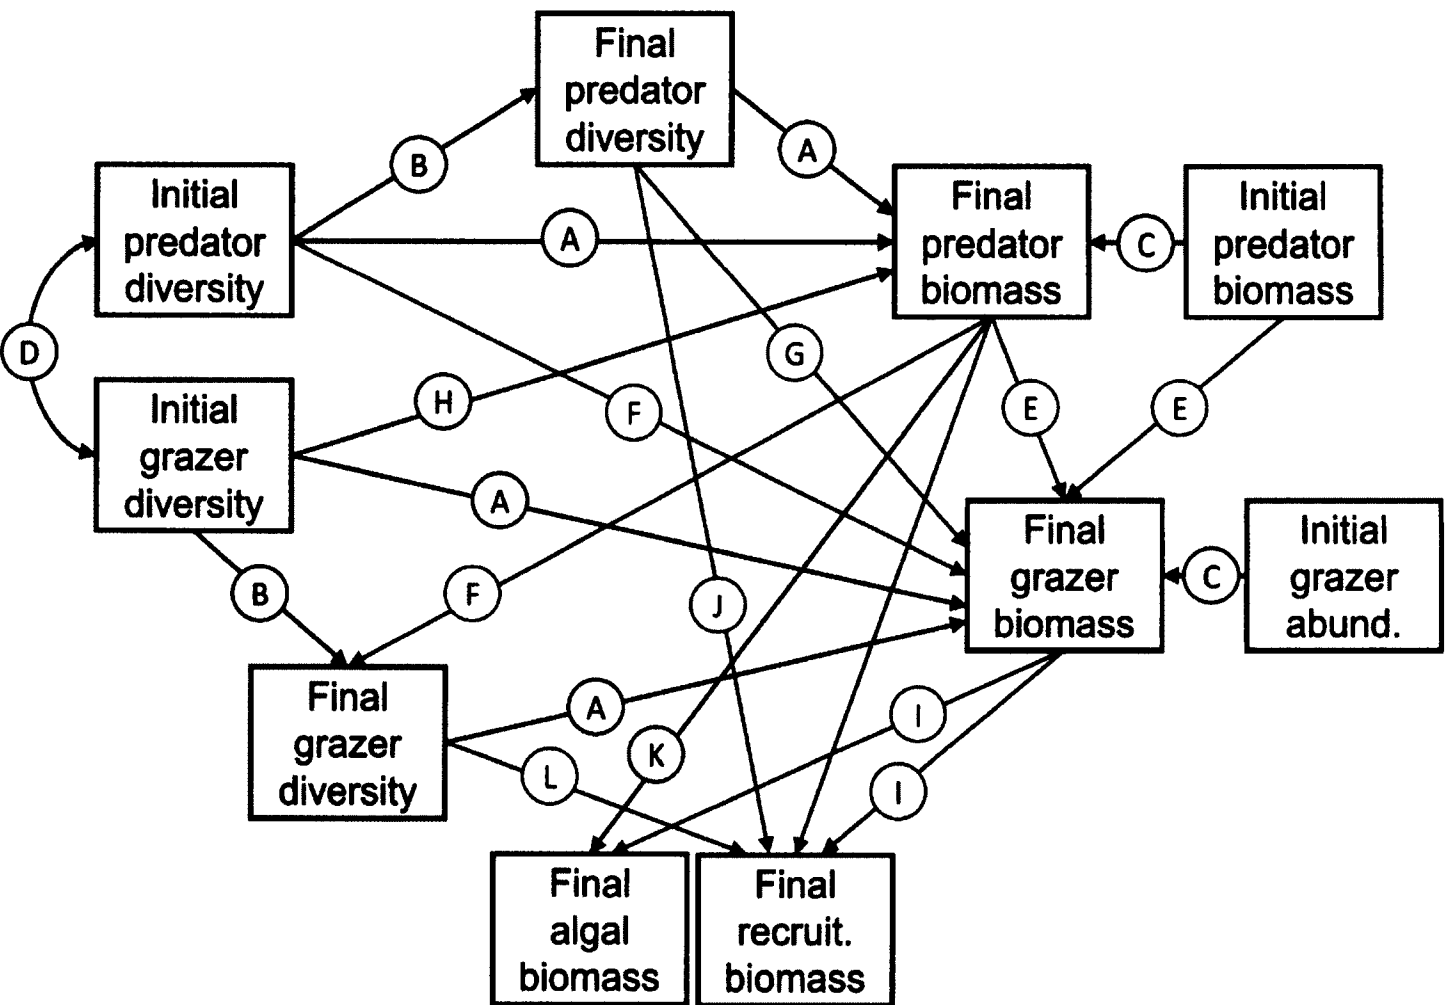 Final
predator
diversity
B
A
Initial
predator
diversity
A
Final
predator
biomass
C
Initial
predator
biomass
D
H
F
G
E
E
Initial
grazer
diversity
A
B
F
J
Final
grazer
biomass
C
Initial
grazer
abund.
Final
grazer
diversity
A
L
K
I
I
Final
algal
biomass
Final
recruit.
biomass